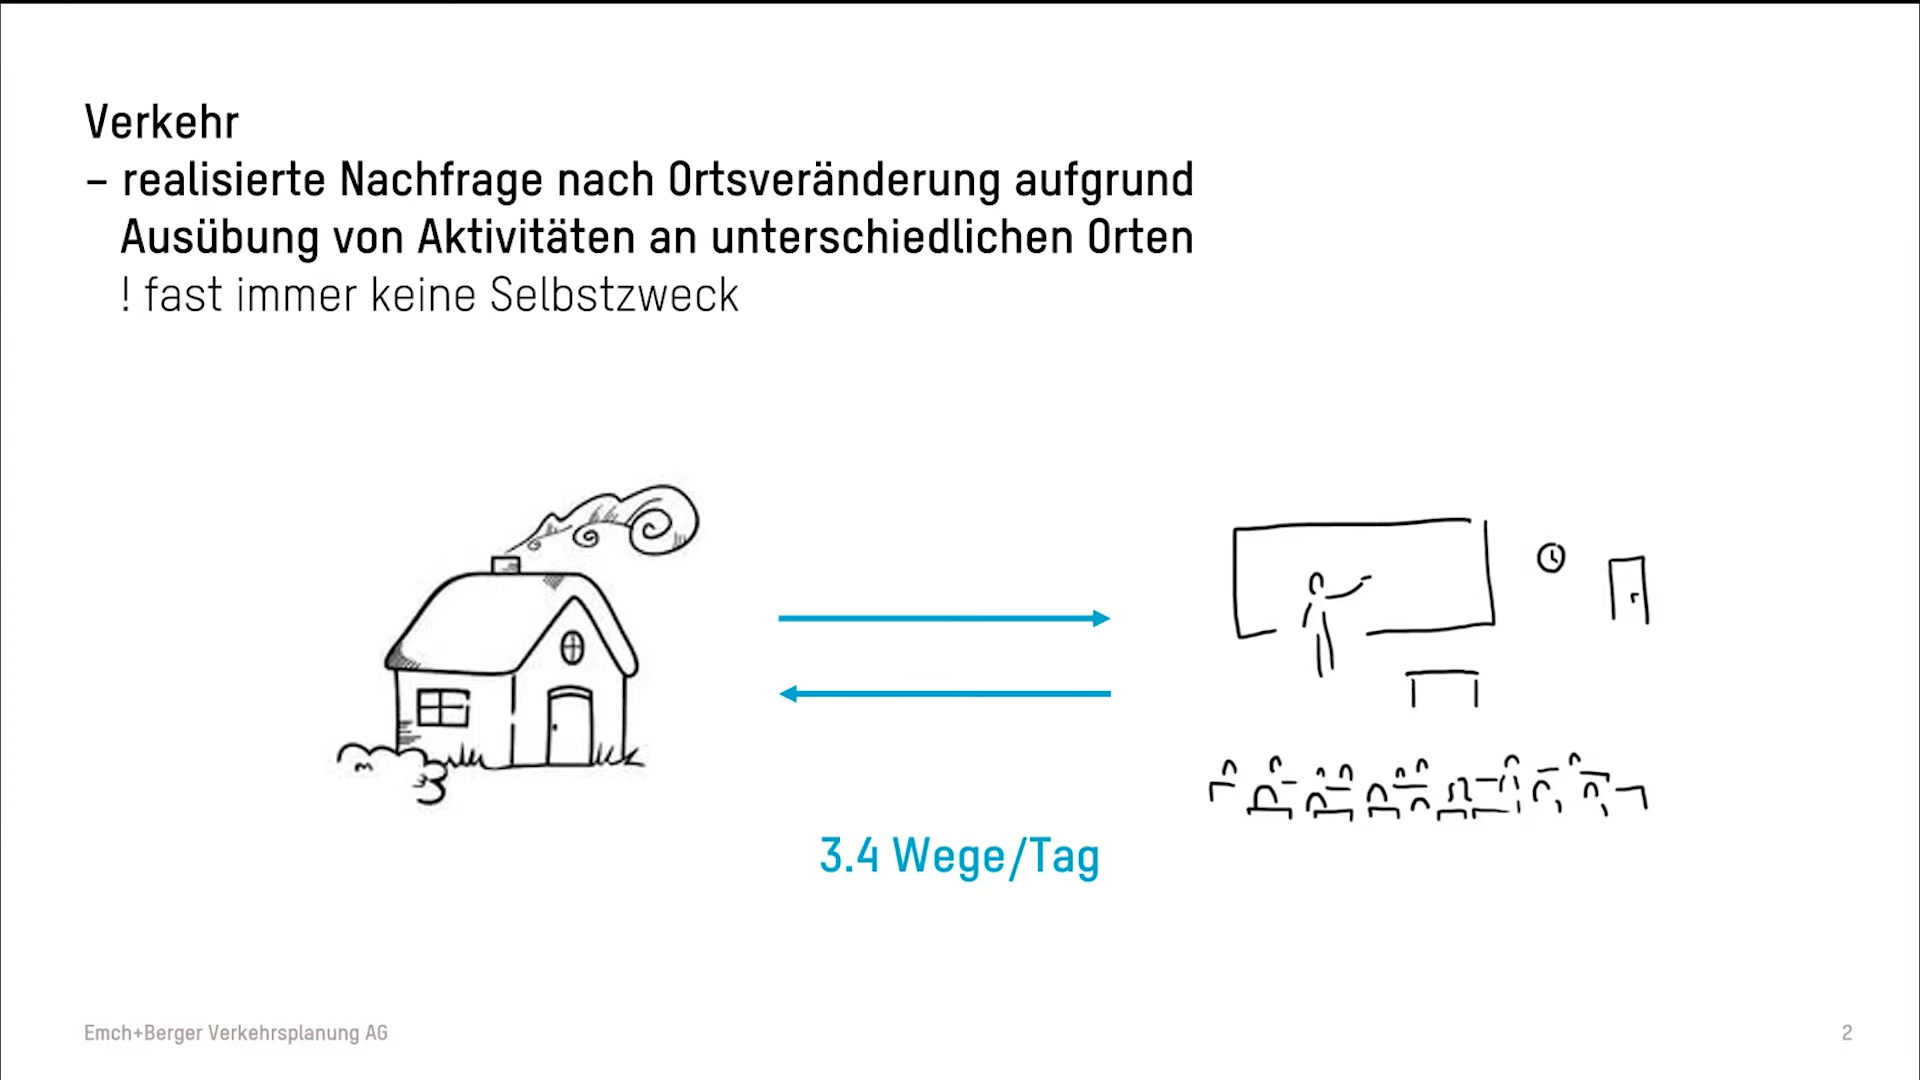 Verkehr
– realisierte Nachfrage nach Ortsveränderung aufgrund
Ausübung von Aktivitäten an unterschiedlichen Orten
! fast immer keine Selbstzweck
3.4 Wege/Tag
Emch+Berger Verkehrsplanung AG
2